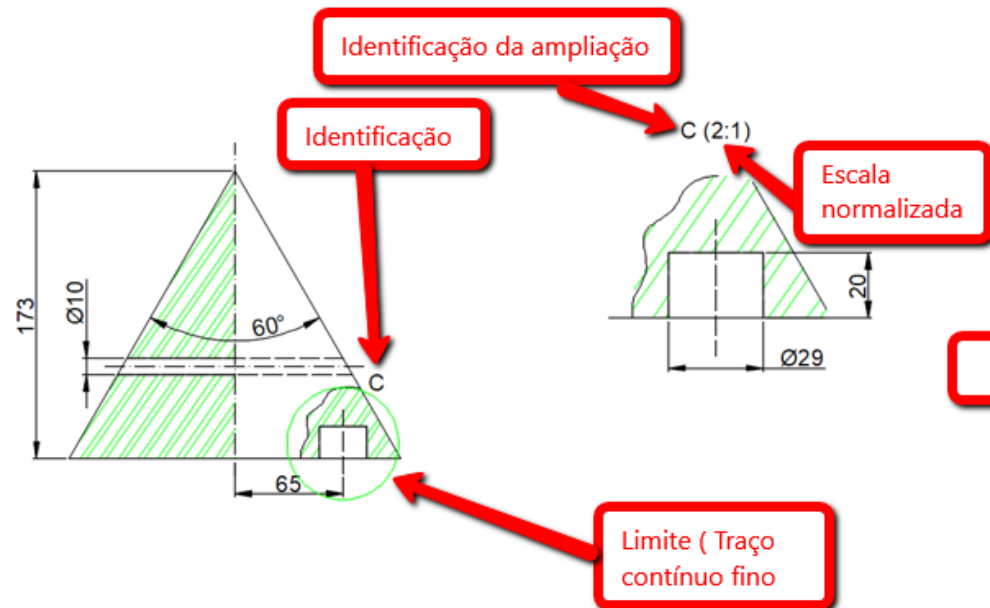 Identificação da ampliação
Identificação
C (2:1)
Escala
normalizada
173
Ø10
60°
C
65
20
Ø29
Limite ( Traço
contínuo fino